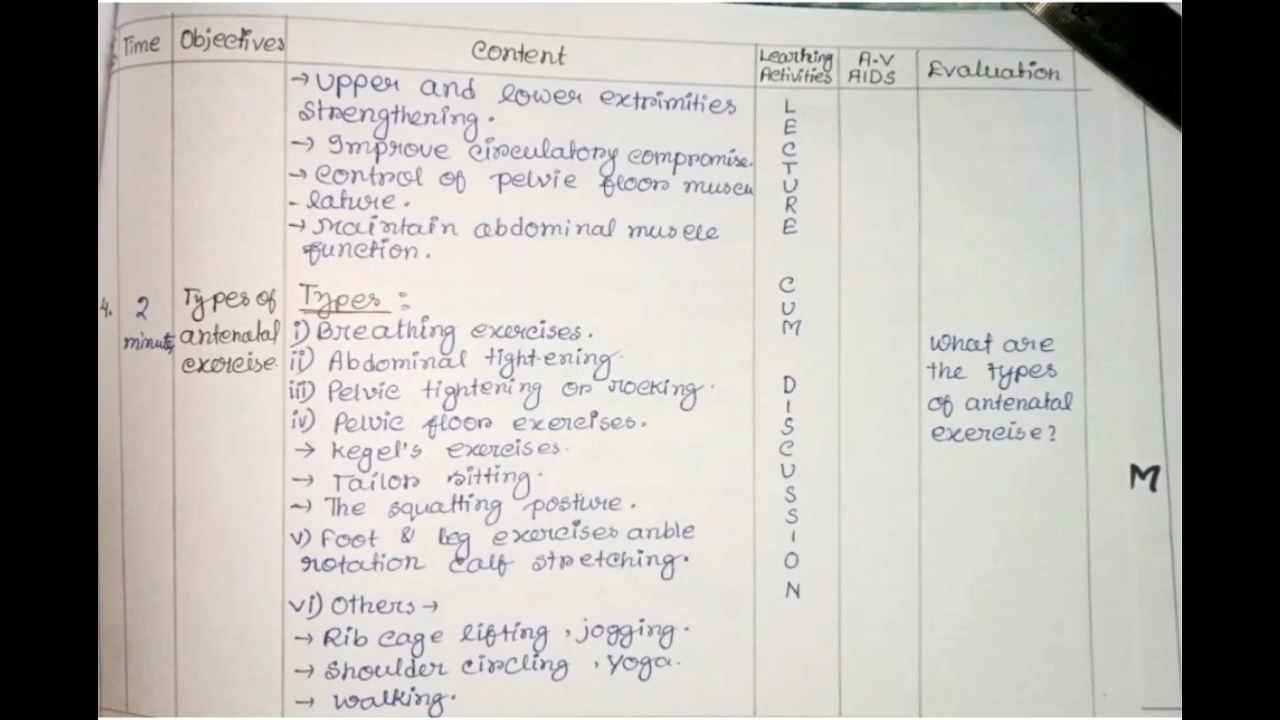 Time Objectives Content Learning Activities A-V AIDS Evaluation
→ Upper and lower extrimities
strengthening.
→ Improve circulatory compromise.
→ Control of pelvic floor muscu
- lature.
→ Maintain abdominal muscle
function.
4. 2 minute
Types of
antenatal
exercise.
Types :
i) Breathing exercises.
ii) Abdominal tightening.
iii) Pelvic tightening or rocking.
iv) Pelvic floor exercises.
→ Kegel's exercises.
→ Tailor sitting.
→ The squatting posture.
v) Foot & leg exercises anble
rotation calf stretching.
vi) Others →
→ Rib cage lifting, jogging.
→ Shoulder circling, yoga.
→ Walking.
LECTURE
CUM
DISCUSSION
What are
the types
of antenatal
exercise?
M